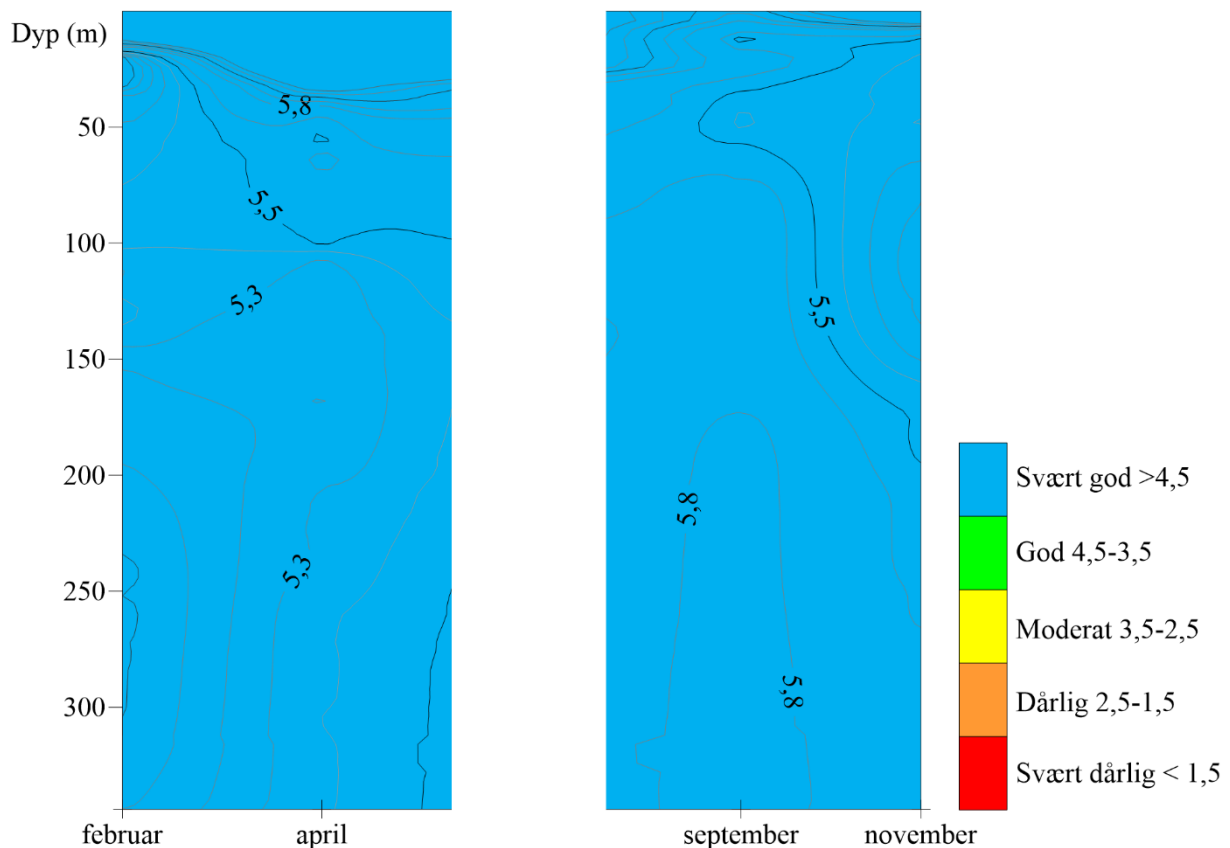 Dyp (m)
50
100
150
200
250
300
5,8
5,5
5,3
5,3
5,5
5,8
5,8
februar
april
september
november
Svært god >4,5
God 4,5-3,5
Moderat 3,5-2,5
Dårlig 2,5-1,5
Svært dårlig < 1,5